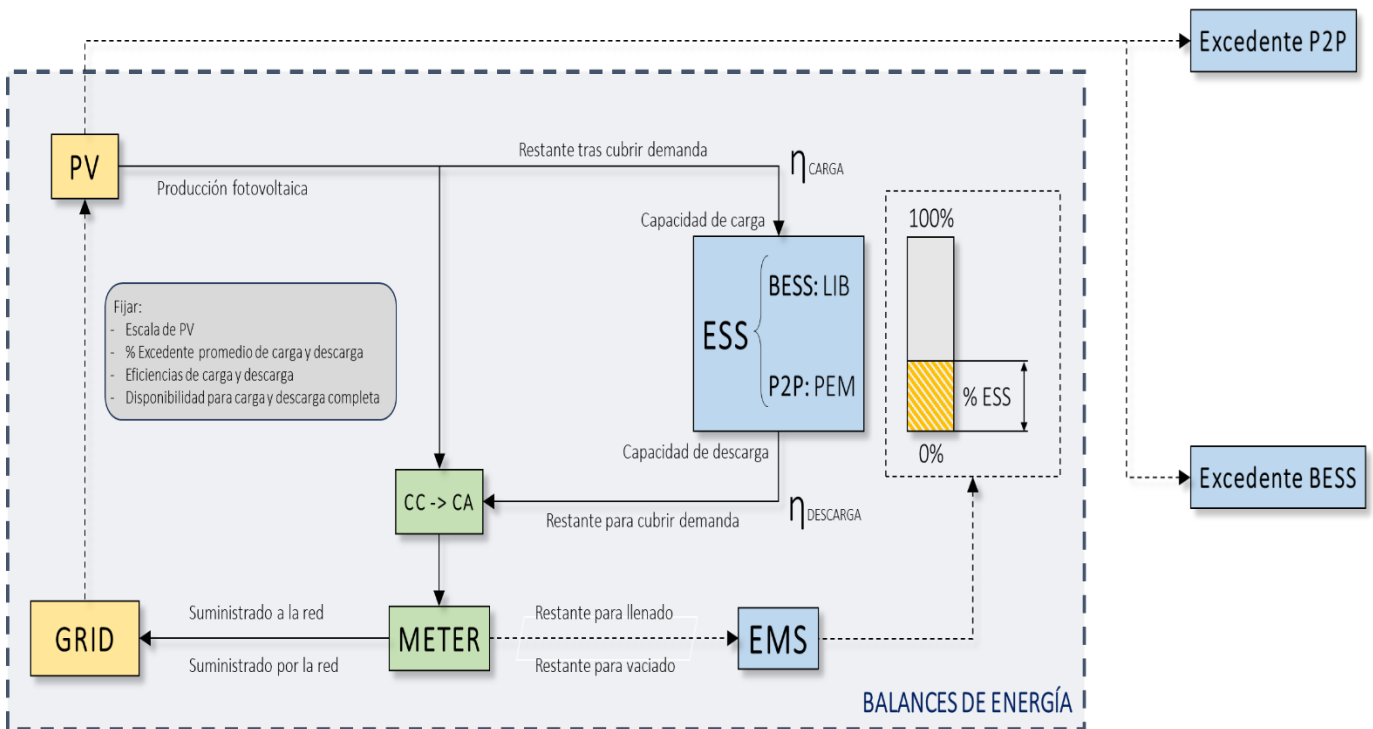 Excedente P2P
PV
Restante tras cubrir demanda
η CARGA
Producción fotovoltaica
Capacidad de carga
100%
Fijar:
- Escala de PV
- % Excedente promedio de carga y descarga
- Eficiencias de carga y descarga
- Disponibilidad para carga y descarga completa
BESS: LIB
ESS
P2P: PEM
% ESS
0%
Capacidad de descarga
Excedente BESS
CC -> CA
Restante para cubrir demanda
η DESCARGA
GRID
Suministrado a la red
Suministrado por la red
METER
Restante para llenado
Restante para vaciado
EMS
BALANCES DE ENERGÍA